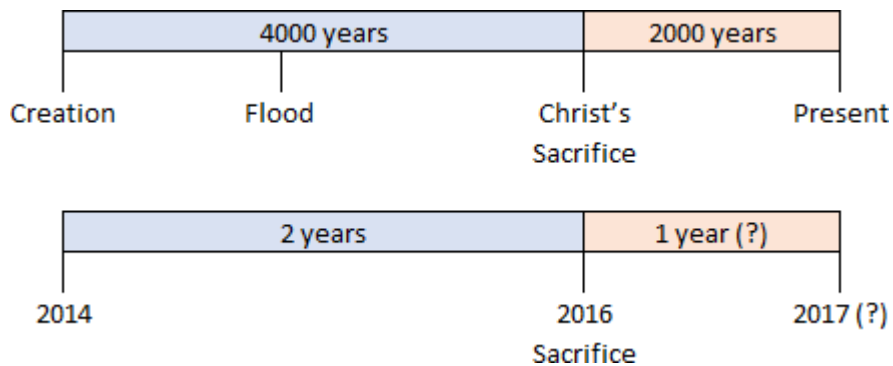 4000 years 2000 years
Creation Flood Christ's Present
Sacrifice
2 years 1 year (?)
2014 2016 2017 (?)
Sacrifice